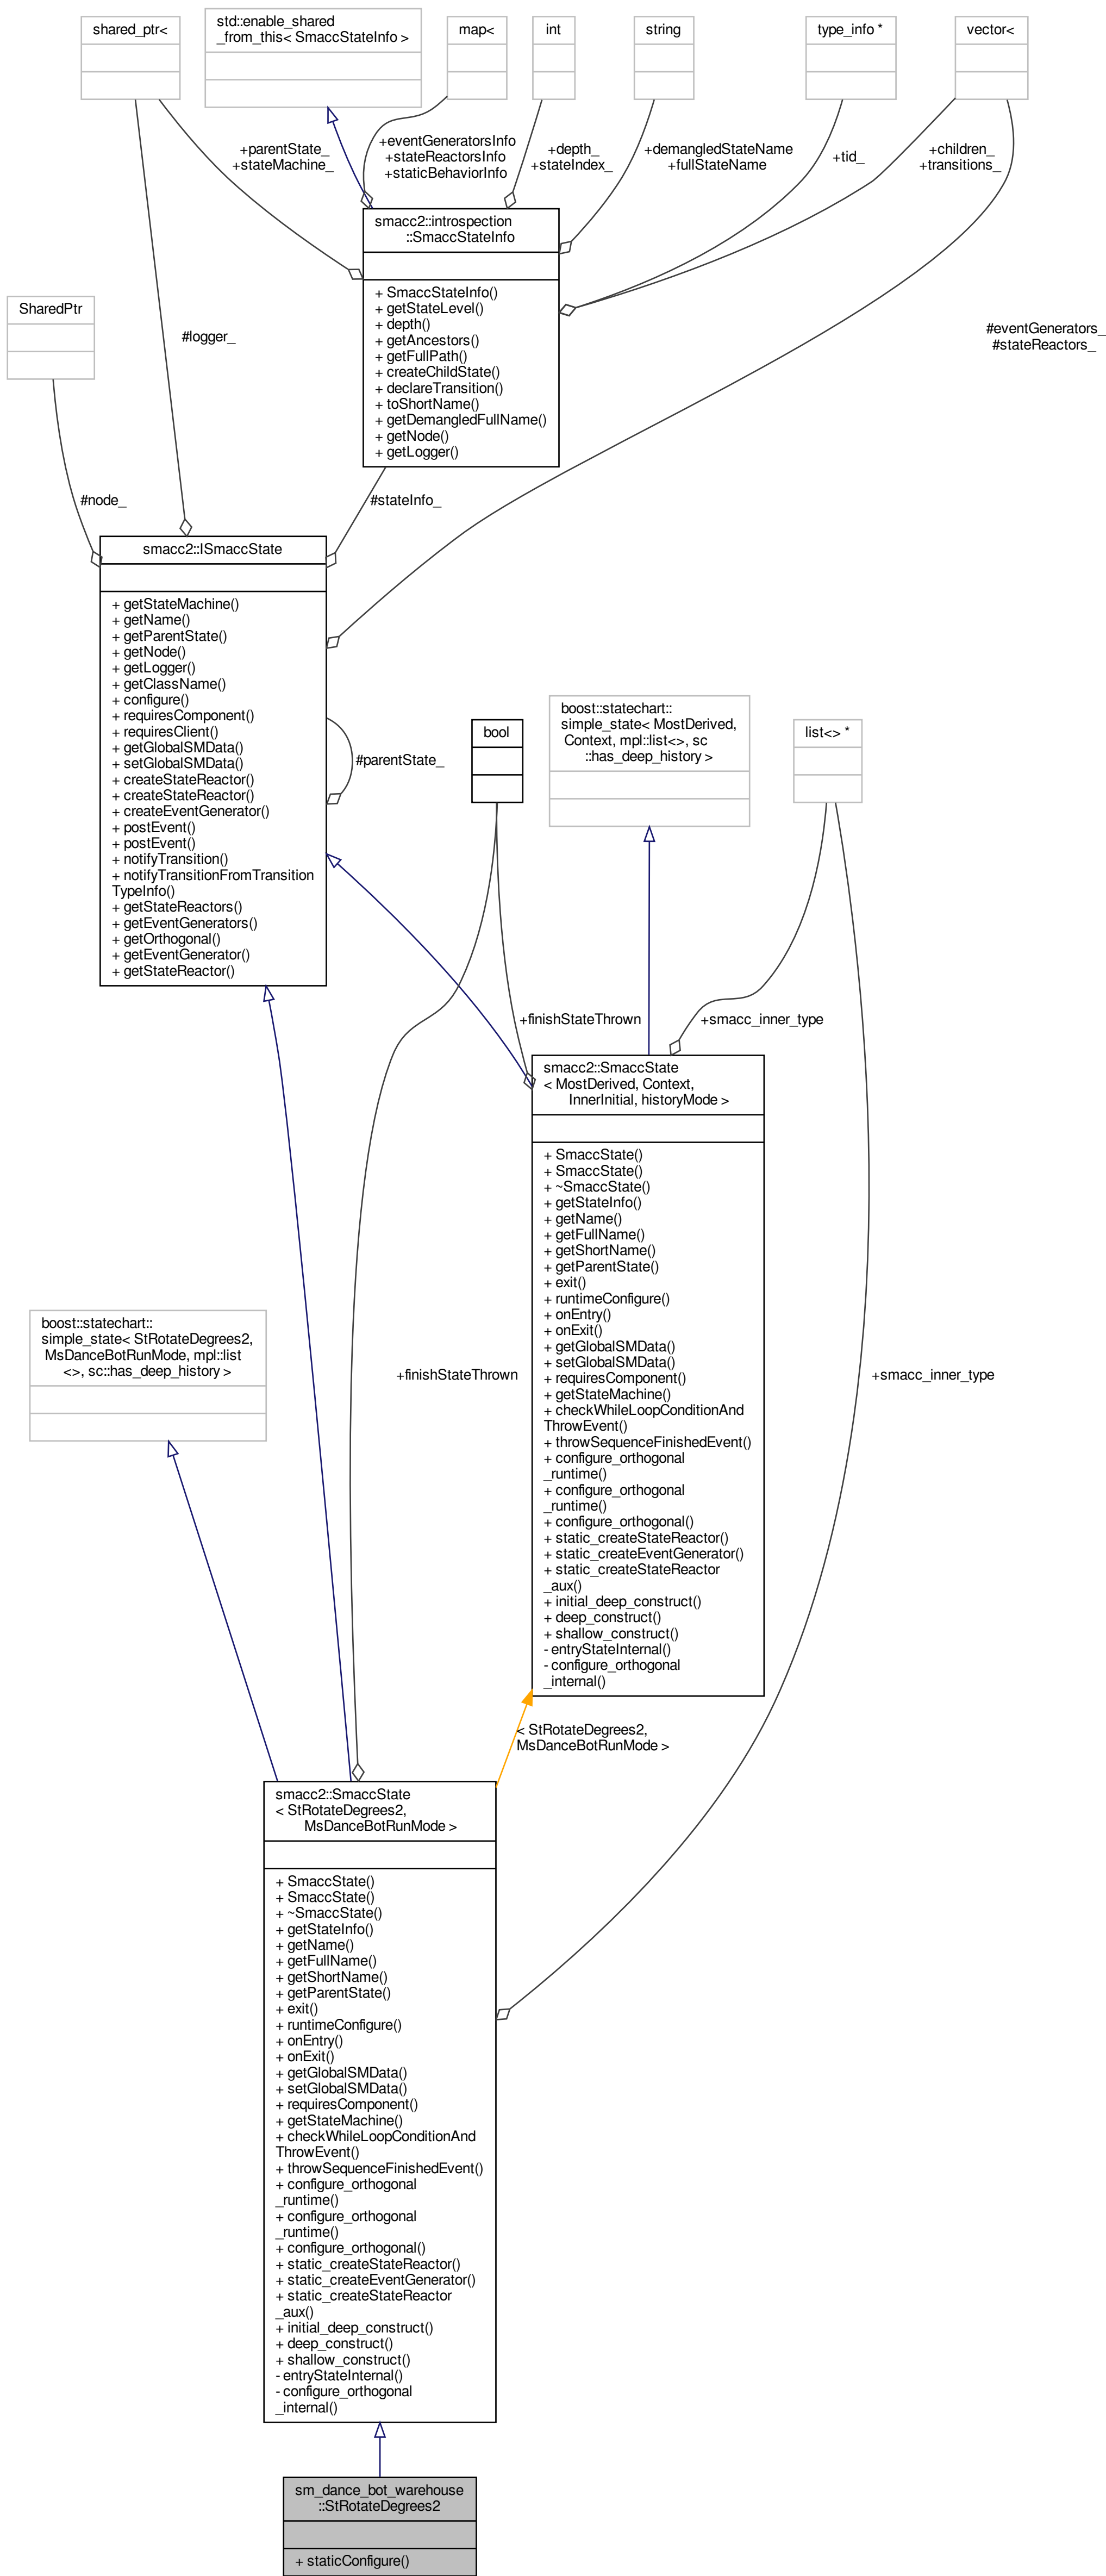 shared_ptr<
std::enable_shared
_from_this< SmaccStateInfo >
map<
int
string
type_info *
vector<
+parentState_
+stateMachine_
+eventGeneratorsInfo
+stateReactorsInfo
+staticBehaviorInfo
+depth_
+stateIndex_
+demangledStateName
+fullStateName
+tid_
+children_
+transitions_
smacc2::introspection
::SmaccStateInfo
+ SmaccStateInfo()
+ getStateLevel()
+ depth()
+ getAncestors()
+ getFullPath()
+ createChildState()
+ declareTransition()
+ toShortName()
+ getDemangledFullName()
+ getNode()
+ getLogger()
SharedPtr
#logger_
#eventGenerators_
#stateReactors_
#node_
#stateInfo_
smacc2::ISmaccState
+ getStateMachine()
+ getName()
+ getParentState()
+ getNode()
+ getLogger()
+ getClassName()
+ configure()
+ requiresComponent()
+ requiresClient()
+ getGlobalSMData()
+ setGlobalSMData()
+ createStateReactor()
+ createStateReactor()
+ createEventGenerator()
+ postEvent()
+ postEvent()
+ notifyTransition()
+ notifyTransitionFromTransition
TypeInfo()
+ getStateReactors()
+ getEventGenerators()
+ getOrthogonal()
+ getEventGenerator()
+ getStateReactor()
#parentState_
bool
boost::statechart::
simple_state< MostDerived,
Context, mpl::list<>, sc
::has_deep_history >
list<> *
+finishStateThrown
+smacc_inner_type
smacc2::SmaccState
< MostDerived, Context,
InnerInitial, historyMode >
+ SmaccState()
+ SmaccState()
+ ~SmaccState()
+ getStateInfo()
+ getName()
+ getFullName()
+ getShortName()
+ getParentState()
+ exit()
+ runtimeConfigure()
+ onEntry()
+ onExit()
+ getGlobalSMData()
+ setGlobalSMData()
+ requiresComponent()
+ getStateMachine()
+ checkWhileLoopConditionAnd
ThrowEvent()
+ throwSequenceFinishedEvent()
+ configure_orthogonal
_runtime()
+ configure_orthogonal
_runtime()
+ configure_orthogonal()
+ static_createStateReactor()
+ static_createEventGenerator()
+ static_createStateReactor
_aux()
+ initial_deep_construct()
+ deep_construct()
+ shallow_construct()
- entryStateInternal()
- configure_orthogonal
_internal()
boost::statechart::
simple_state< StRotateDegrees2,
MsDanceBotRunMode, mpl::list
<>, sc::has_deep_history >
+finishStateThrown
+smacc_inner_type
< StRotateDegrees2,
MsDanceBotRunMode >
smacc2::SmaccState
< StRotateDegrees2,
MsDanceBotRunMode >
+ SmaccState()
+ SmaccState()
+ ~SmaccState()
+ getStateInfo()
+ getName()
+ getFullName()
+ getShortName()
+ getParentState()
+ exit()
+ runtimeConfigure()
+ onEntry()
+ onExit()
+ getGlobalSMData()
+ setGlobalSMData()
+ requiresComponent()
+ getStateMachine()
+ checkWhileLoopConditionAnd
ThrowEvent()
+ throwSequenceFinishedEvent()
+ configure_orthogonal
_runtime()
+ configure_orthogonal
_runtime()
+ configure_orthogonal()
+ static_createStateReactor()
+ static_createEventGenerator()
+ static_createStateReactor
_aux()
+ initial_deep_construct()
+ deep_construct()
+ shallow_construct()
- entryStateInternal()
- configure_orthogonal
_internal()
sm_dance_bot_warehouse
::StRotateDegrees2
+ staticConfigure()